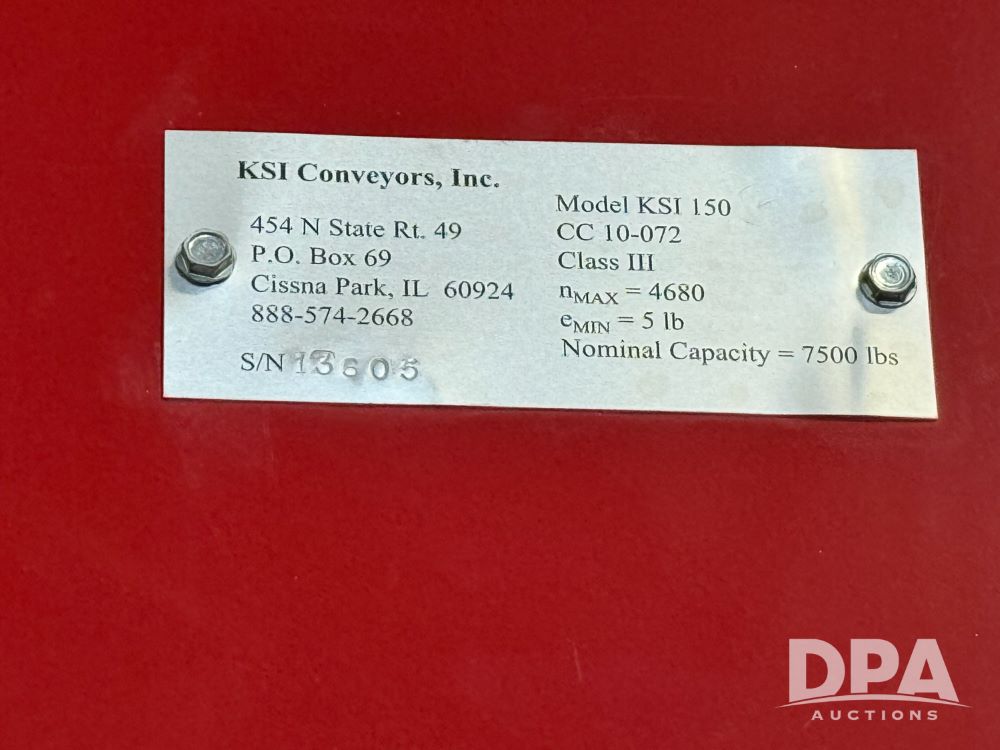 KSI Conveyors, Inc.
454 N State Rt. 49
P.O. Box 69
Cissna Park, IL 60924
888-574-2668
S/N 13605
Model KSI 150
CC 10-072
Class III
nMAX = 4680
eMIN = 5 lb
Nominal Capacity = 7500 lbs
DPA
AUCTIONS